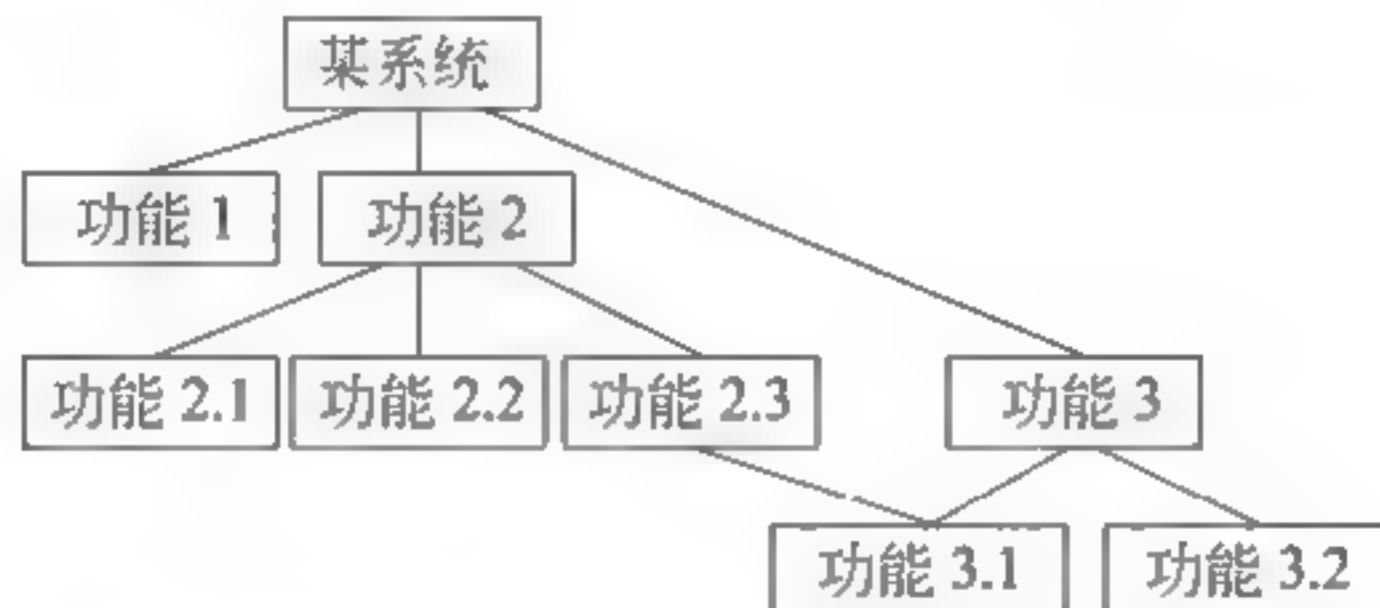 某系统
功能 1
功能 2
功能 2.1
功能 2.2
功能 2.3
功能 3
功能 3.1
功能 3.2